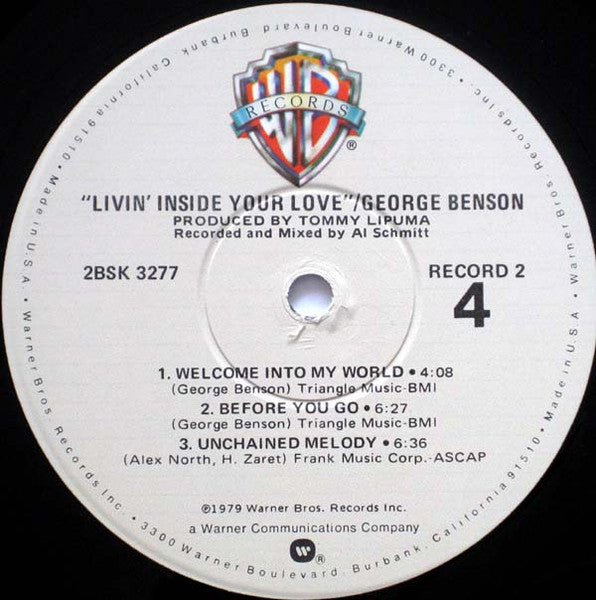 WB
RECORDS
®
"LIVIN' INSIDE YOUR LOVE"/GEORGE BENSON
PRODUCED BY TOMMY LIPUMA
Recorded and Mixed by Al Schmitt
2BSK 3277
RECORD 2
4
1. WELCOME INTO MY WORLD • 4:08
(George Benson) Triangle Music-BMI
2. BEFORE YOU GO • 6:27
(George Benson) Triangle Music-BMI
3. UNCHAINED MELODY • 6:36
(Alex North, H. Zaret) Frank Music Corp.-ASCAP
℗1979 Warner Bros. Records Inc.
a Warner Communications Company
®
3300 Warner Boulevard, Burbank, California 91510 • Made in U.S.A. • Warner Bros. Records Inc. • 3300 Warner Boulevard, Burbank, California 91510 • Made in U.S.A. • Warner Bros. Records Inc. •